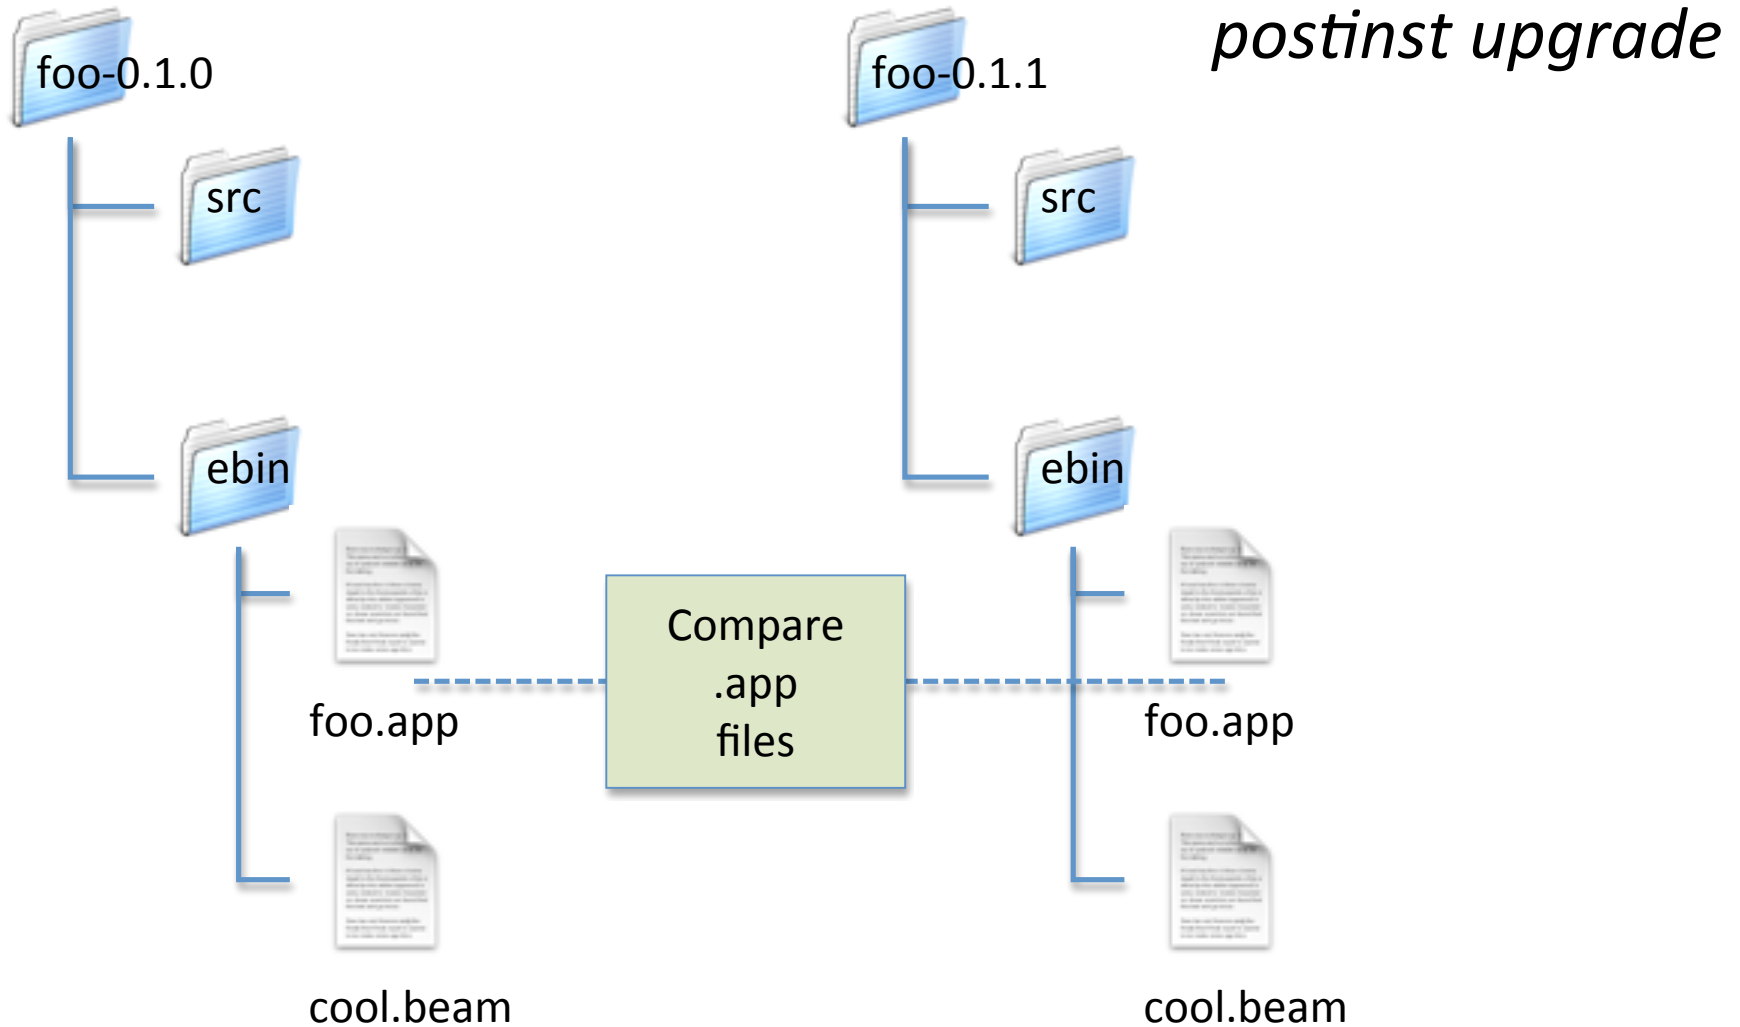 postinst upgrade
foo-0.1.0
foo-0.1.1
src
src
ebin
ebin
Compare
.app
files
foo.app
foo.app
cool.beam
cool.beam